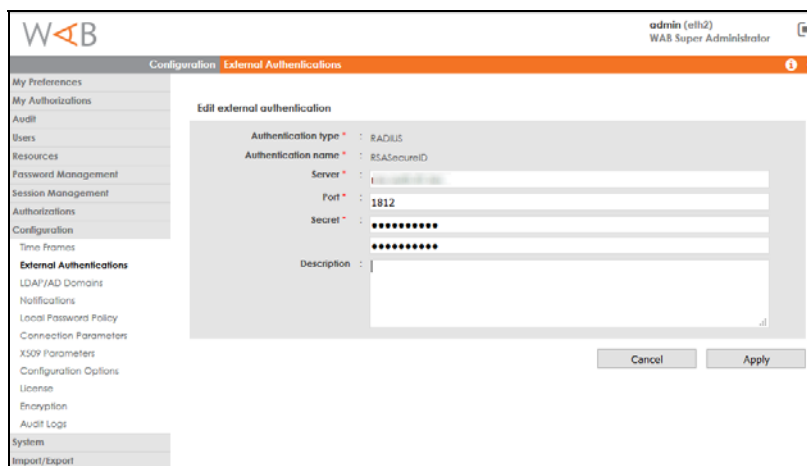 WAB
admin (eth2)
WAB Super Administrator
Configuration External Authentications
My Preferences
My Authorizations
Audit
Users
Resources
Password Management
Session Management
Authorizations
Configuration
Time Frames
External Authentications
LDAP/AD Domains
Notifications
Local Password Policy
Connection Parameters
X509 Parameters
Configuration Options
License
Encryption
Audit Logs
System
Import/Export
Edit external authentication
Authentication type * : RADIUS
Authentication name * : RSASecureID
Server * :
Port * : 1812
Secret * : ●●●●●●●●●●
●●●●●●●●●●
Description :
Cancel Apply